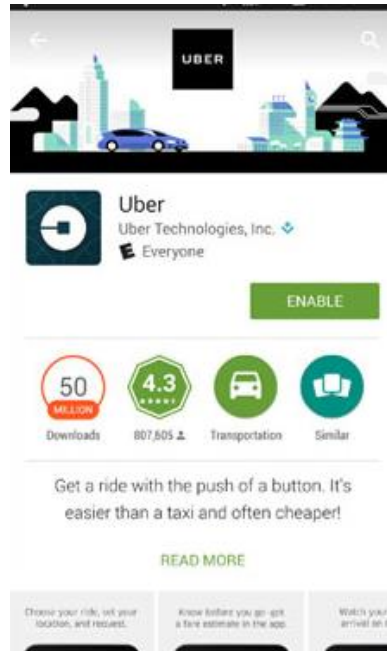 UBER
Uber
Uber Technologies, Inc.
E Everyone
ENABLE
50
MILLION
Downloads
4.3
807,605
Transportation
Similar
Get a ride with the push of a button. It's
easier than a taxi and often cheaper!
READ MORE
Choose your ride, set your
location, and request.
Know before you go-get
a fare estimate in the app.
Watch your
arrival on